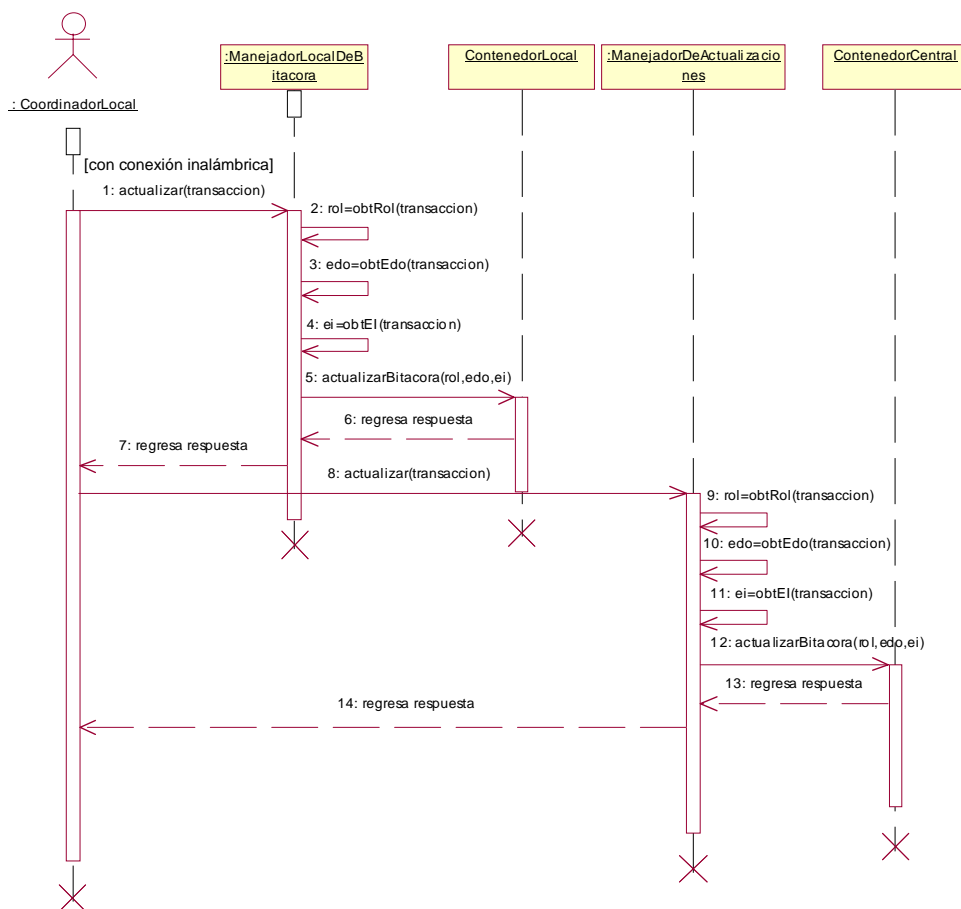 :ManejadorLocalDeB
itacora
ContenedorLocal
:ManejadorDeActualizacio
nes
ContenedorCentral
: CoordinadorLocal
[con conexión inalámbrica]
1: actualizar(transaccion)
2: rol=obtRol(transaccion)
3: edo=obtEdo(transaccion)
4: ei=obtEI(transaccion)
5: actualizarBitacora(rol,edo,ei)
6: regresa respuesta
7: regresa respuesta
8: actualizar(transaccion)
9: rol=obtRol(transaccion)
10: edo=obtEdo(transaccion)
11: ei=obtEI(transaccion)
12: actualizarBitacora(rol,edo,ei)
13: regresa respuesta
14: regresa respuesta